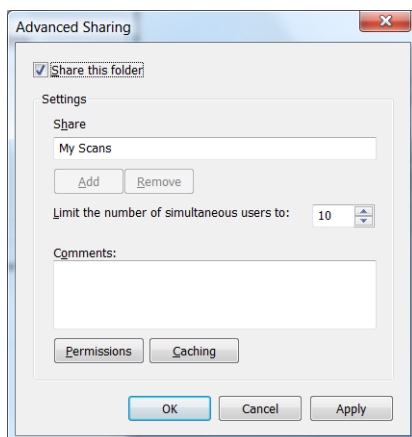 Advanced Sharing
Share this folder
Settings
Share
My Scans
Add Remove
Limit the number of simultaneous users to: 10
Comments:
Permissions Caching
OK Cancel Apply